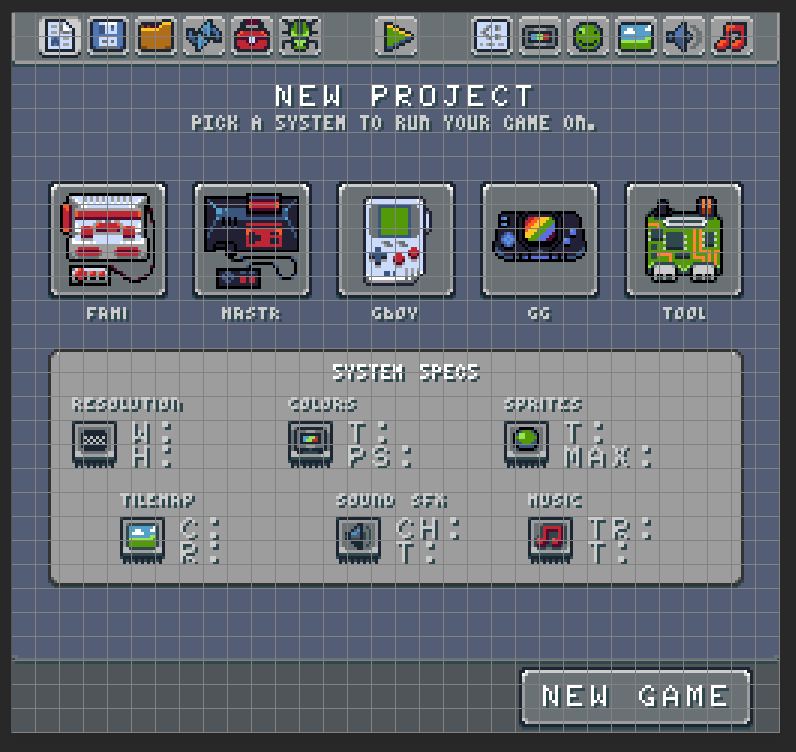 NEW PROJECT
PICK A SYSTEM TO RUN YOUR GAME ON.
FAMI MASTR GBOY GG TOOL
SYSTEM SPECS
RESOLUTION COLORS SPRITES
W: T: T:
H: PS: MAX:
TILEMAP SOUND SFX MUSIC
C: CH: TR:
R: T: T:
NEW GAME